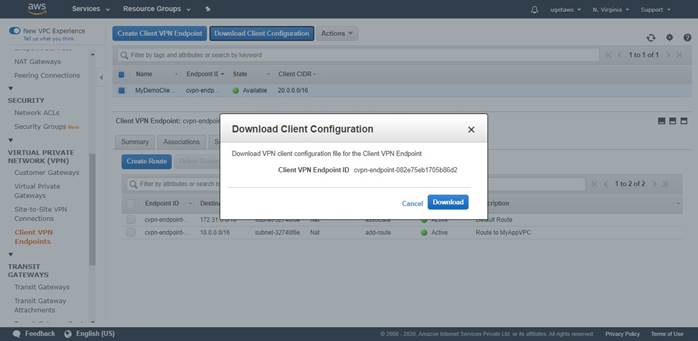 aws
Services
Resource Groups
ugetaws
N. Virginia
Support
New VPC Experience
Tell us what you think
NAT Gateways
Peering Connections
SECURITY
Network ACLs
Security Groups New
VIRTUAL PRIVATE
NETWORK (VPN)
Customer Gateways
Virtual Private
Gateways
Site-to-Site VPN
Connections
Client VPN
Endpoints
TRANSIT
GATEWAYS
Transit Gateways
Transit Gateway
Attachments
Create Client VPN Endpoint
Download Client Configuration
Actions
Filter by tags and attributes or search by keyword
1 to 1 of 1
Name
Endpoint ID
State
Client CIDR
MyDemoClie...
cvpn-endp...
Available
20.0.0.0/16
Client VPN Endpoint: cvpn-endp
Summary
Associations
Create Route
Filter by attributes or search b
1 to 2 of 2
Endpoint ID
Destina
cription
cvpn-endpoint-...
172.31.0.0/16
Nat
associate
Active
Default Route
cvpn-endpoint-...
10.0.0.0/16
subnet-32740f6e
Nat
add-route
Active
Route to MyAppVPC
Download Client Configuration
Download VPN client configuration file for the Client VPN Endpoint
Client VPN Endpoint ID cvpn-endpoint-082e75eb1705b86d2
Cancel
Download
Feedback
English (US)
© 2008 - 2020, Amazon Internet Services Private Ltd. or its affiliates. All rights reserved.
Privacy Policy
Terms of Use